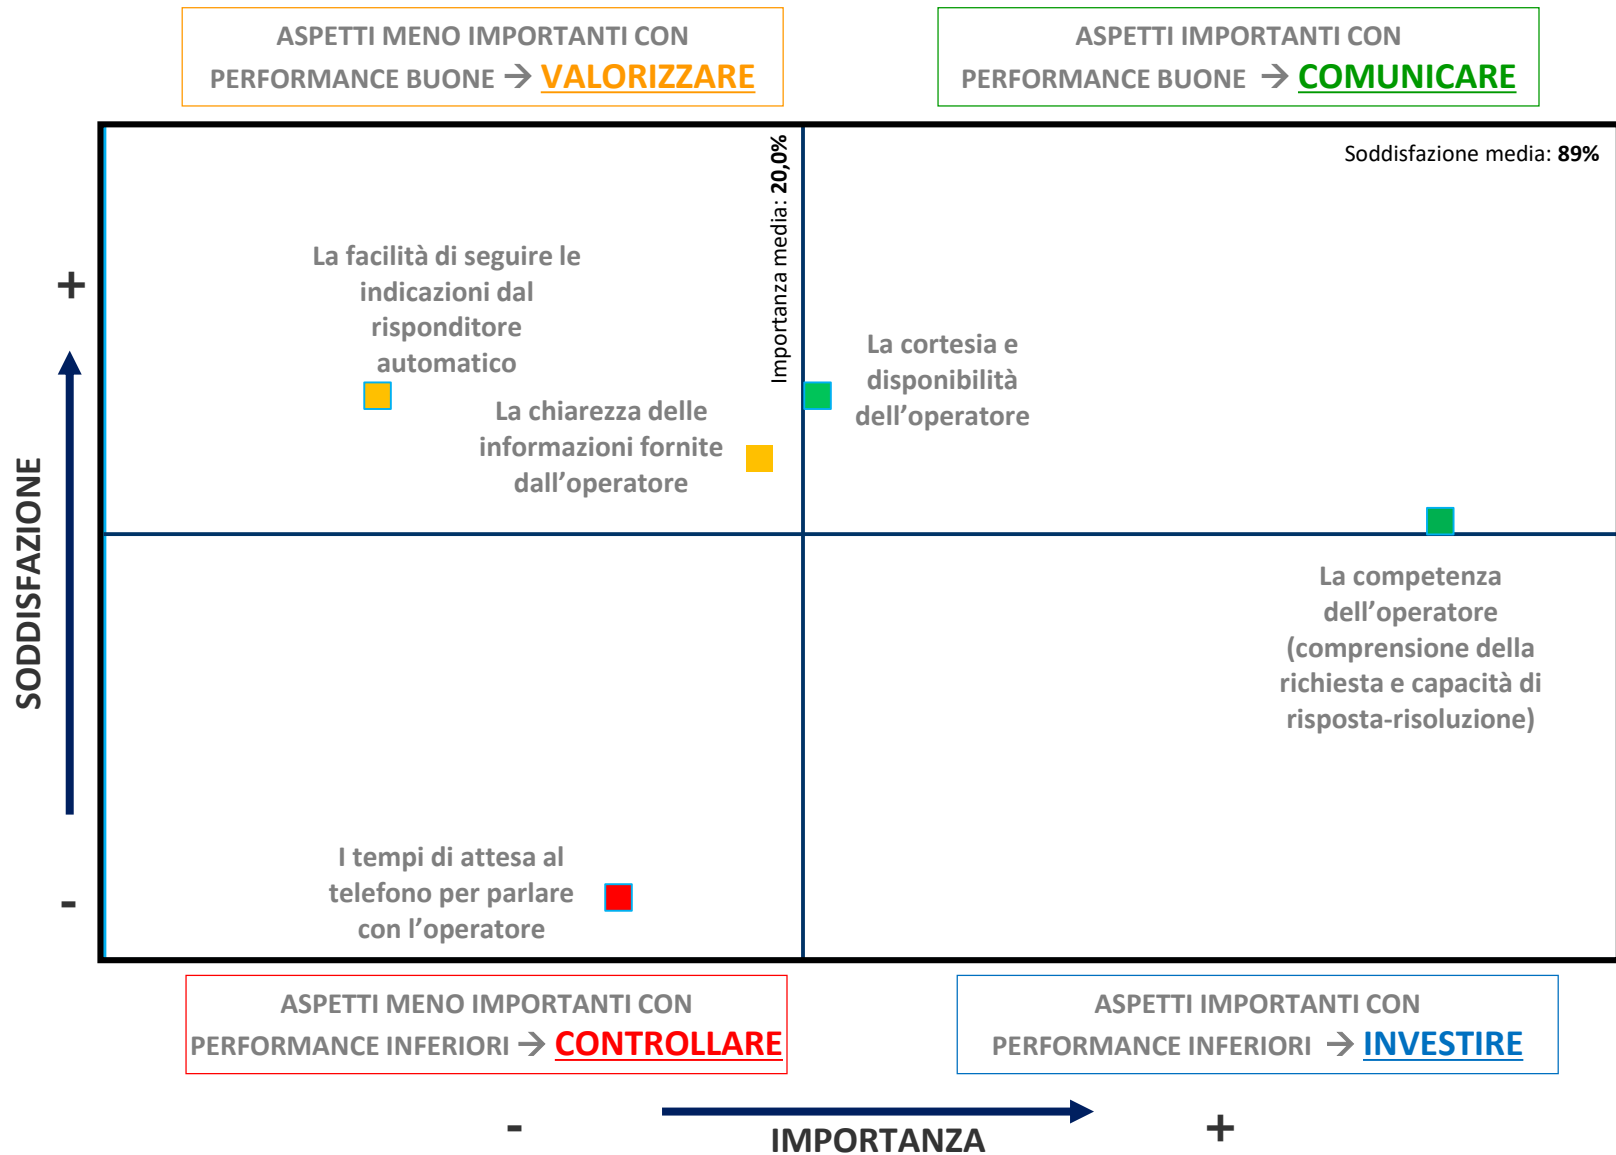 ASPETTI MENO IMPORTANTI CON
PERFORMANCE BUONE → VALORIZZARE
ASPETTI IMPORTANTI CON
PERFORMANCE BUONE → COMUNICARE
Importanza media: 20,0%
Soddisfazione media: 89%
La facilità di seguire le
indicazioni dal
risponditore
automatico
La chiarezza delle
informazioni fornite
dall’operatore
La cortesia e
disponibilità
dell’operatore
La competenza
dell’operatore
(comprensione della
richiesta e capacità di
risposta-risoluzione)
I tempi di attesa al
telefono per parlare
con l’operatore
+
SODDISFAZIONE
-
ASPETTI MENO IMPORTANTI CON
PERFORMANCE INFERIORI → CONTROLLARE
ASPETTI IMPORTANTI CON
PERFORMANCE INFERIORI → INVESTIRE
-
IMPORTANZA
+